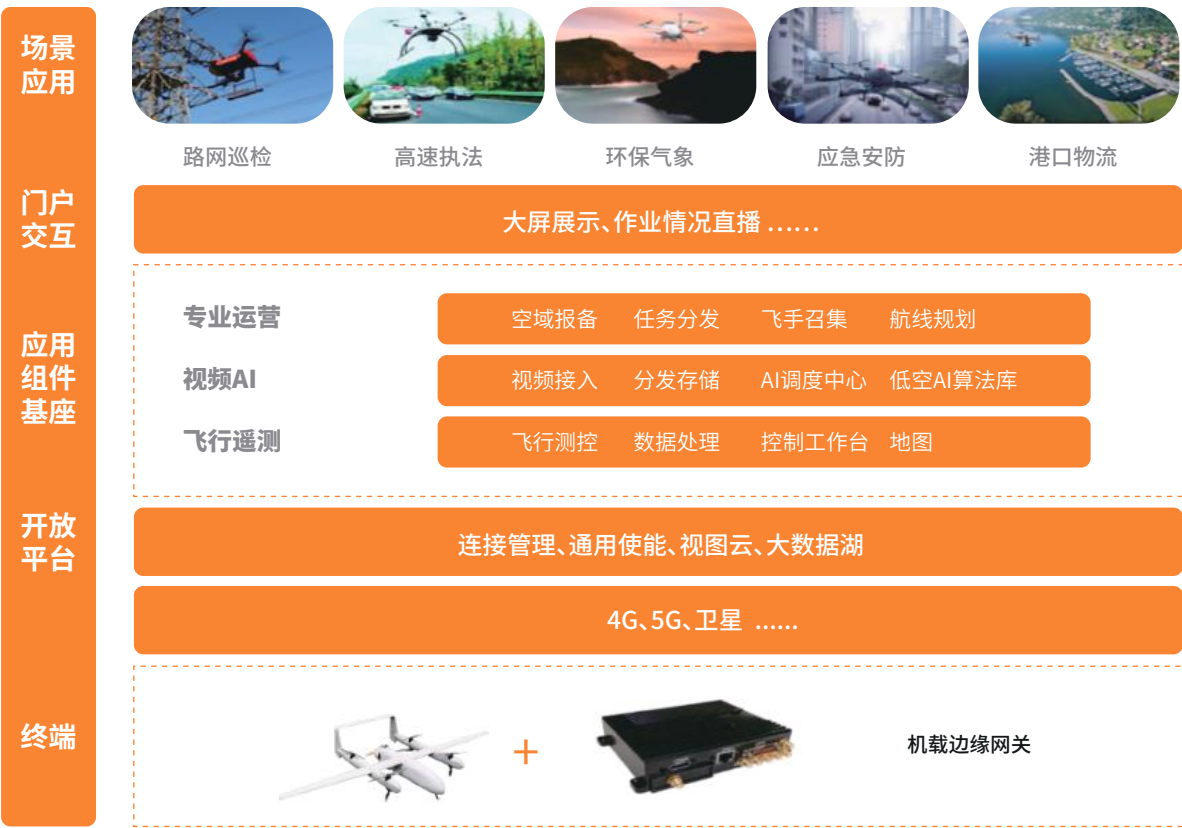 场景
应用
路网巡检
高速执法
环保气象
应急安防
港口物流
门户
交互
大屏展示、作业情况直播 ……
应用
组件
基座
专业运营
空域报备 任务分发 飞手召集 航线规划
视频AI
视频接入 分发存储 AI调度中心 低空AI算法库
飞行遥测
飞行测控 数据处理 控制工作台 地图
开放
平台
连接管理、通用使能、视图云、大数据湖
4G、5G、卫星 ......
终端
+
机载边缘网关